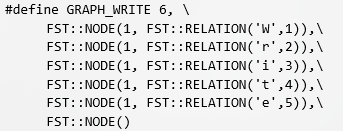 #define GRAPH_WRITE 6, \
FST::NODE(1, FST::RELATION('W',1)),\
FST::NODE(1, FST::RELATION('r',2)),\
FST::NODE(1, FST::RELATION('i',3)),\
FST::NODE(1, FST::RELATION('t',4)),\
FST::NODE(1, FST::RELATION('e',5)),\
FST::NODE()